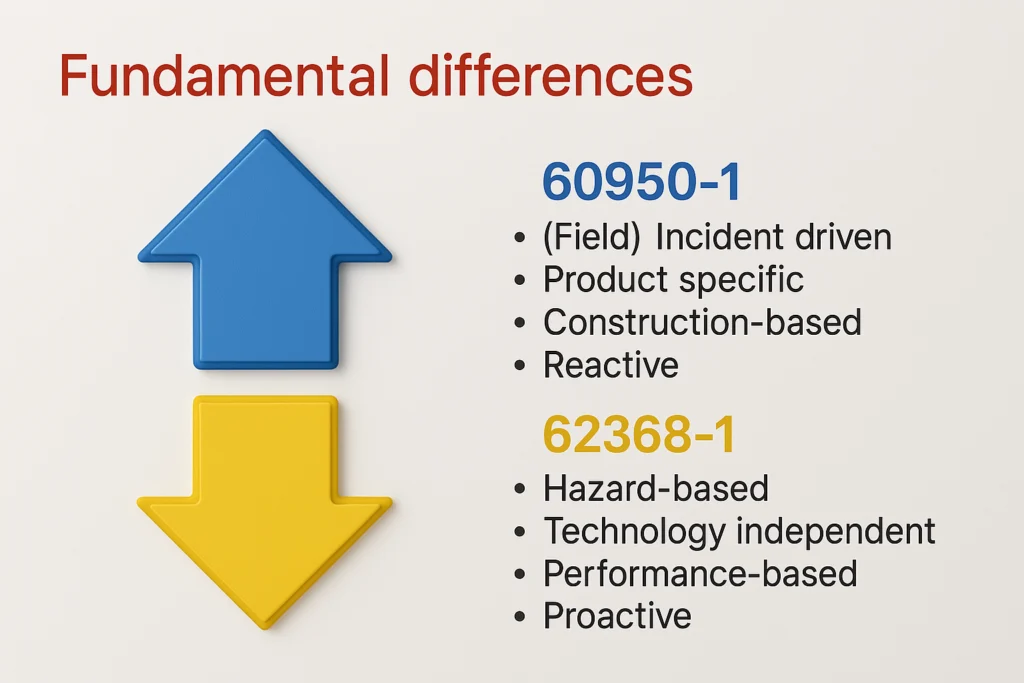 Fundamental differences
60950-1
• (Field) Incident driven
• Product specific
• Construction-based
• Reactive
62368-1
• Hazard-based
• Technology independent
• Performance-based
• Proactive